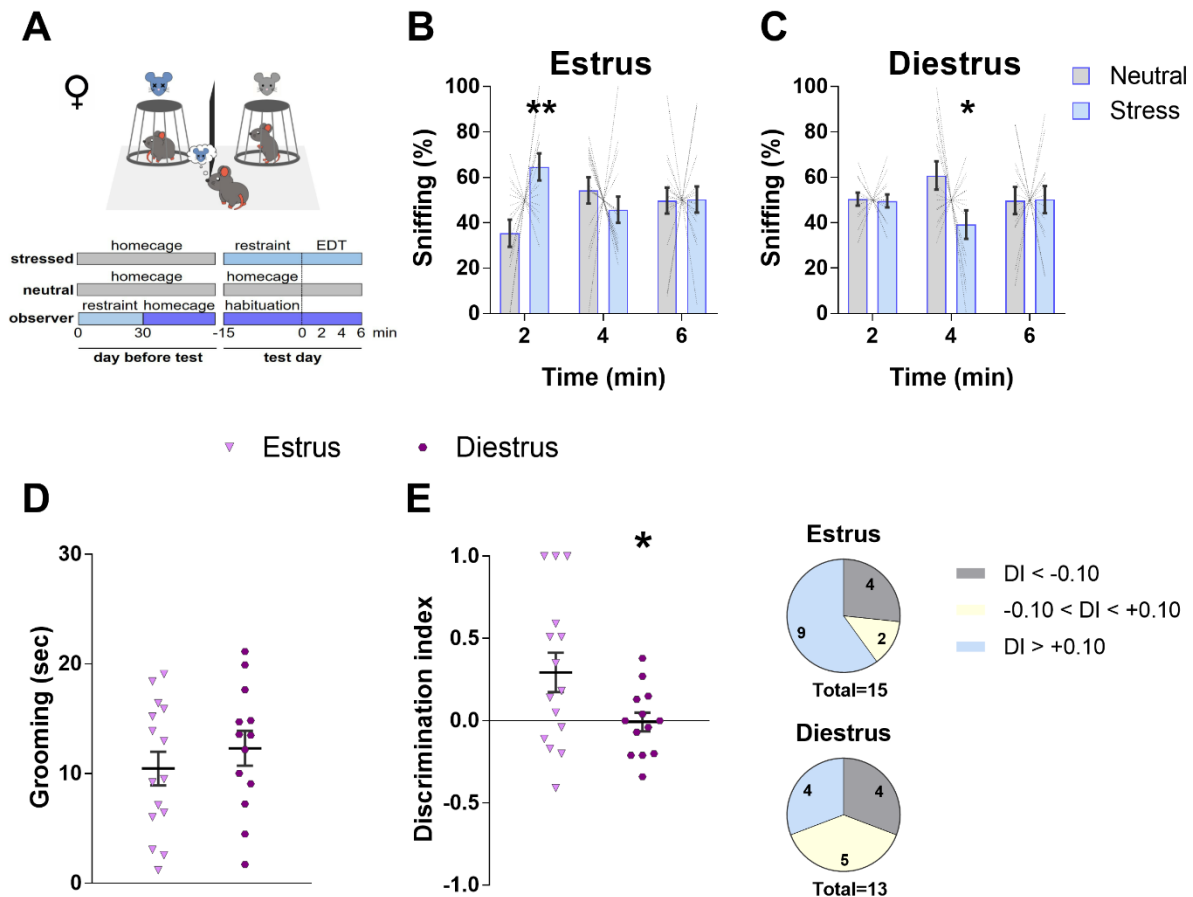 A
♀
homecage
restraint EDT
stressed
homecage
homecage
neutral
restraint homecage
habituation
observer
0 30 -15 0 2 4 6 min
day before test
test day
B
Estrus
**
100
80
60
40
20
0
Sniffing (%)
2 4 6
Time (min)
C
Diestrus
*
100
80
60
40
20
0
Sniffing (%)
2 4 6
Time (min)
Neutral
Stress
Estrus Diestrus
D
30
20
10
0
Grooming (sec)
E
*
1.0
0.5
0.0
-0.5
-1.0
Discrimination index
Estrus
4
2
9
Total=15
Diestrus
4
4
5
Total=13
DI < -0.10
-0.10 < DI < +0.10
DI > +0.10